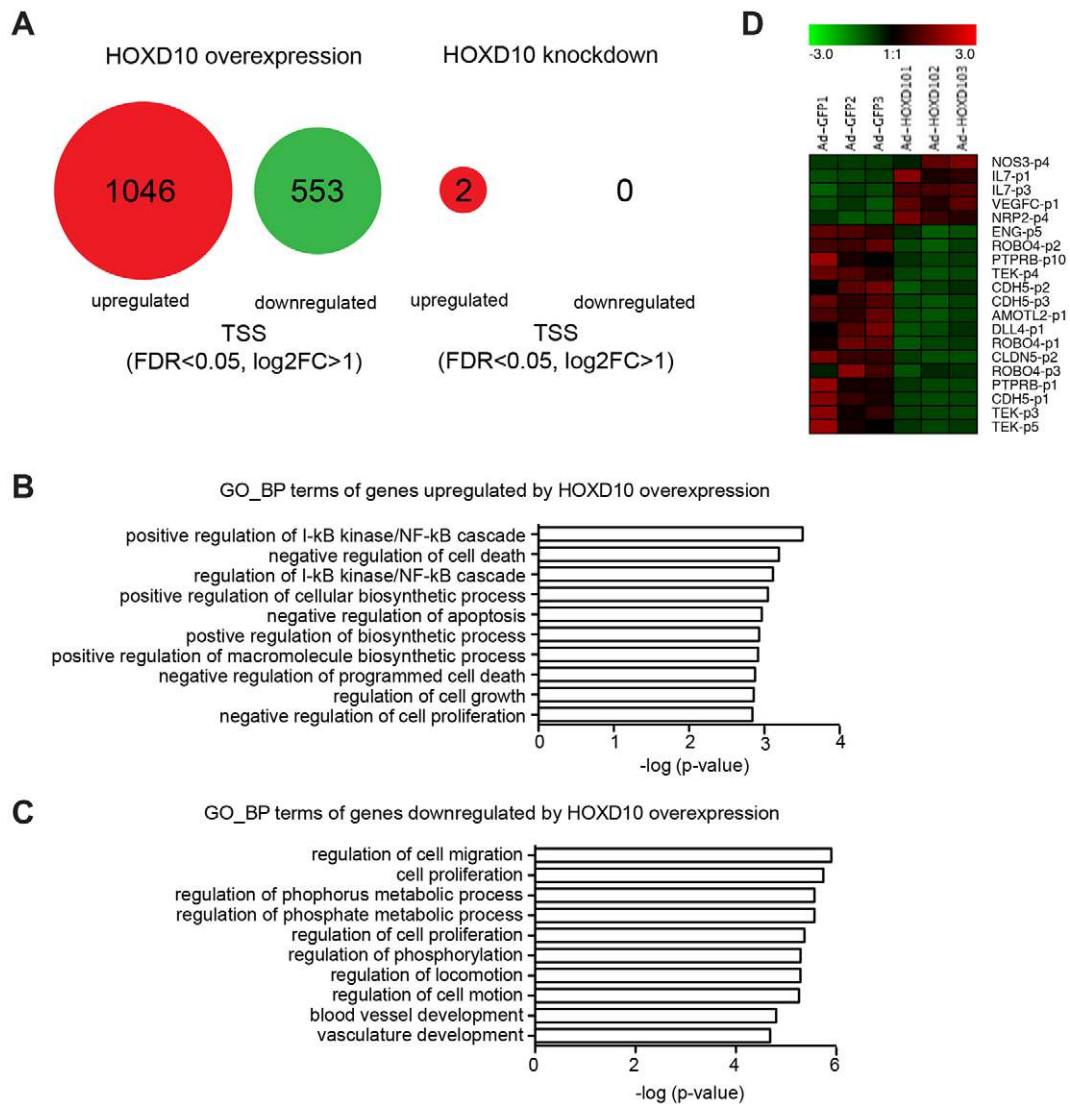 A
HOXD10 overexpression
HOXD10 knockdown
1046
553
2
0
upregulated
downregulated
upregulated
downregulated
TSS
(FDR<0.05, log2FC>1)
TSS
(FDR<0.05, log2FC>1)
D
-3.0
1:1
3.0
Ad-GFP1
Ad-GFP2
Ad-GFP3
Ad-HOXD101
Ad-HOXD102
Ad-HOXD103
NOS3-p4
IL7-p1
IL7-p3
VEGFC-p1
NRP2-p4
ENG-p5
ROBO4-p2
PTPRB-p10
TEK-p4
CDH5-p2
CDH5-p3
AMOTL2-p1
DLL4-p1
ROBO4-p1
CLDN5-p2
ROBO4-p3
PTPRB-p1
CDH5-p1
TEK-p3
TEK-p5
B
GO_BP terms of genes upregulated by HOXD10 overexpression
positive regulation of I-kB kinase/NF-kB cascade
negative regulation of cell death
regulation of I-kB kinase/NF-kB cascade
positive regulation of cellular biosynthetic process
negative regulation of apoptosis
postive regulation of biosynthetic process
positive regulation of macromolecule biosynthetic process
negative regulation of programmed cell death
regulation of cell growth
negative regulation of cell proliferation
0 1 2 3 4
-log (p-value)
C
GO_BP terms of genes downregulated by HOXD10 overexpression
regulation of cell migration
cell proliferation
regulation of phophorus metabolic process
regulation of phosphate metabolic process
regulation of cell proliferation
regulation of phosphorylation
regulation of locomotion
regulation of cell motion
blood vessel development
vasculature development
0 2 4 6
-log (p-value)